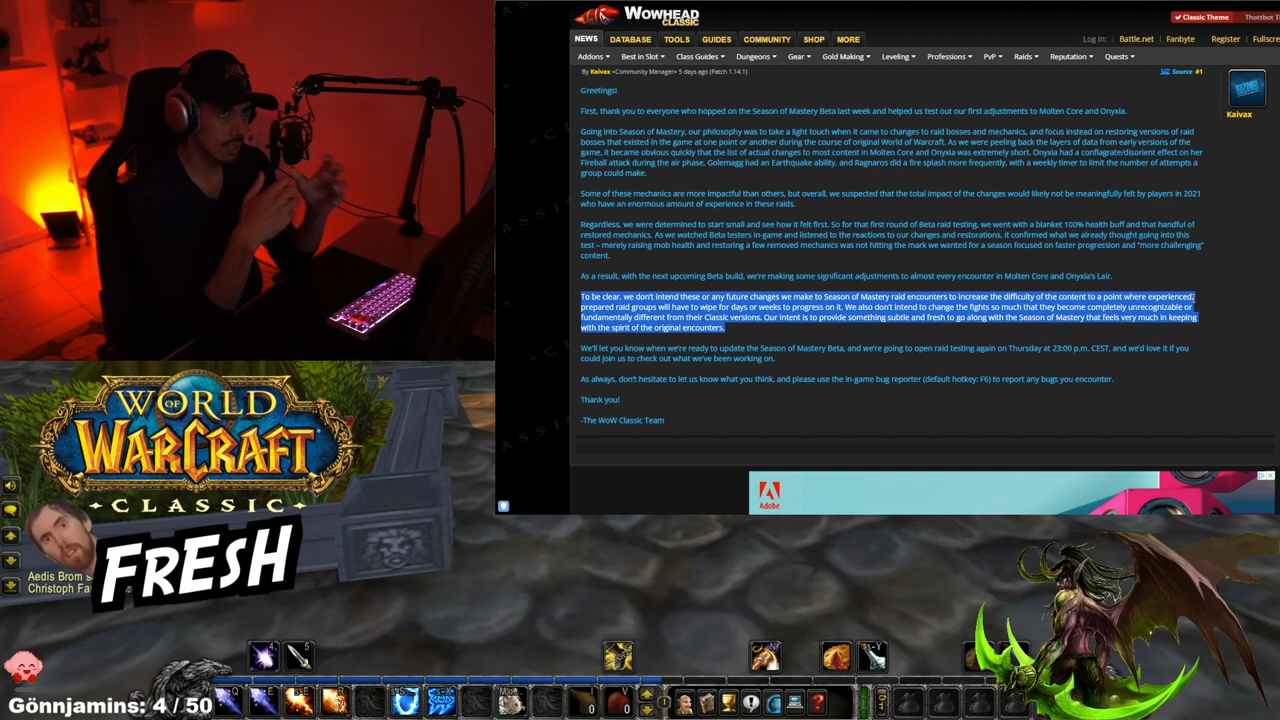 WOWHEAD
CLASSIC
Classic Theme
NEWS DATABASE TOOLS GUIDES COMMUNITY SHOP MORE
Log In: Battle.net Fanbyte Register
Addons Best in Slot Class Guides Dungeons Gear Gold Making Leveling Professions PvP Raids Reputation Quests
By Kaivax <Community Manager> 5 days ago (Patch 1.14.1)
Source #1
Kaivax
Greetings!
First, thank you to everyone who hopped on the Season of Mastery Beta last week and helped us test out our first adjustments to Molten Core and Onyxia.
Going into Season of Mastery, our philosophy was to take a light touch when it came to changes to raid bosses and mechanics, and focus instead on restoring versions of raid
bosses that existed in the game at one point or another during the course of original World of Warcraft. As we were peeling back the layers of data from early versions of the
game, it became obvious quickly that the list of actual changes to most content in Molten Core and Onyxia was extremely short. Onyxia had a conflagrate/disorient effect on her
Fireball attack during the air phase, Golemagg had an Earthquake ability, and Ragnaros did a fire splash more frequently, with a weekly timer to limit the number of attempts a
group could make.
Some of these mechanics are more impactful than others, but overall, we suspected that the total impact of the changes would likely not be meaningfully felt by players in 2021
who have an enormous amount of experience in these raids.
Regardless, we were determined to start small and see how it felt first. So for that first round of Beta raid testing, we went with a blanket 100% health buff and that handful of
restored mechanics. As we watched Beta testers in-game and listened to the reactions to our changes and restorations, it confirmed what we already thought going into this
test – merely raising mob health and restoring a few removed mechanics was not hitting the mark we wanted for a season focused on faster progression and “more challenging”
content.
As a result, with the next upcoming Beta build, we're making some significant adjustments to almost every encounter in Molten Core and Onyxia's Lair.
To be clear, we don't intend these or any future changes we make to Season of Mastery raid encounters to increase the difficulty of the content to a point where experienced,
prepared raid groups will have to wipe for days or weeks to progress on it. We also don't intend to change the fights so much that they become completely unrecognizable or
fundamentally different from their Classic versions. Our intent is to provide something subtle and fresh to go along with the Season of Mastery that feels very much in keeping
with the spirit of the original encounters.
We'll let you know when we're ready to update the Season of Mastery Beta, and we're going to open raid testing again on Thursday at 23:00 p.m. CEST, and we'd love it if you
could join us to check out what we've been working on.
As always, don't hesitate to let us know what you think, and please use the in-game bug reporter (default hotkey: F6) to report any bugs you encounter.
Thank you!
-The WoW Classic Team
Adobe
WORLD
OF
WARCRAFT
CLASSIC
FRESH
Aedis Brom
Christoph
Gönnjamins: 4 / 50